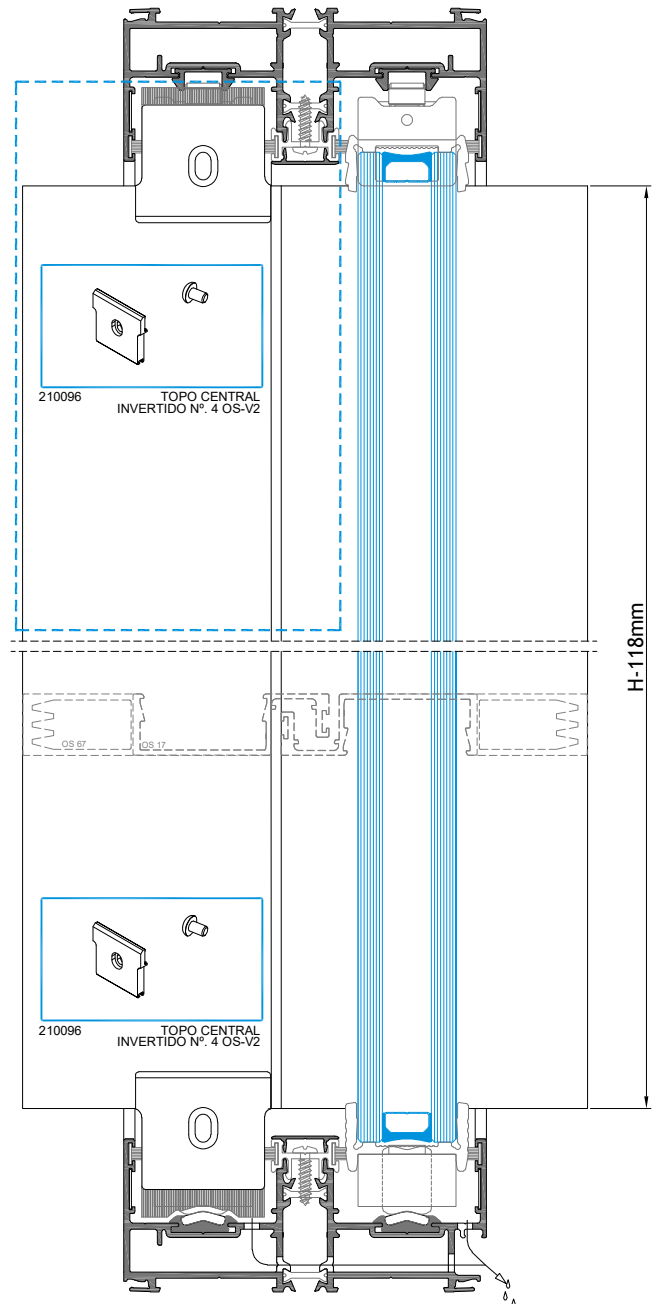 210096 TOPO CENTRAL
INVERTIDO Nº. 4 OS-V2
H-118mm
OS 67 OS 17
210096 TOPO CENTRAL
INVERTIDO Nº. 4 OS-V2